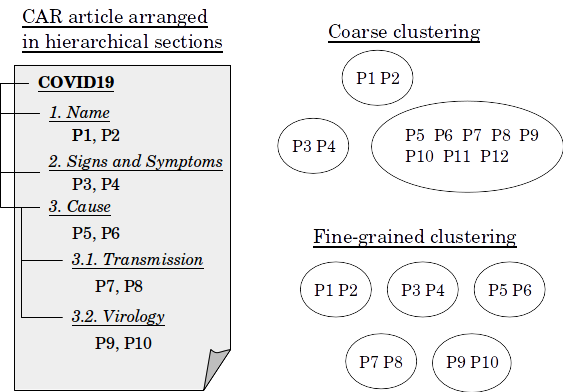 CAR article arranged
in hierarchical sections
COVID19
1. Name
P1, P2
2. Signs and Symptoms
P3, P4
3. Cause
P5, P6
3.1. Transmission
P7, P8
3.2. Virology
P9, P10
Coarse clustering
P1 P2
P3 P4
P5 P6 P7 P8 P9
P10 P11 P12
Fine-grained clustering
P1 P2
P3 P4
P5 P6
P7 P8
P9 P10